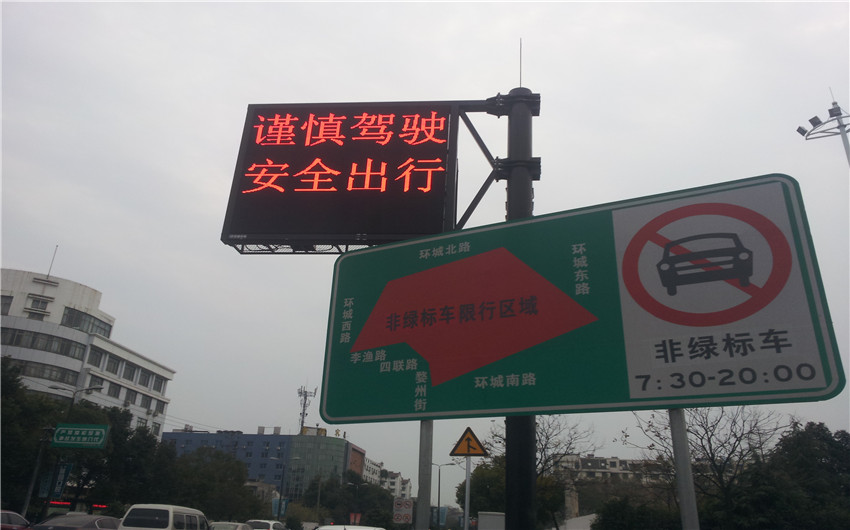 谨慎驾驶
安全出行
环城北路
环城东路
环城西路
非绿标车限行区域
李渔路
四联路
婺州街
环城南路
非绿标车
7:30-20:00